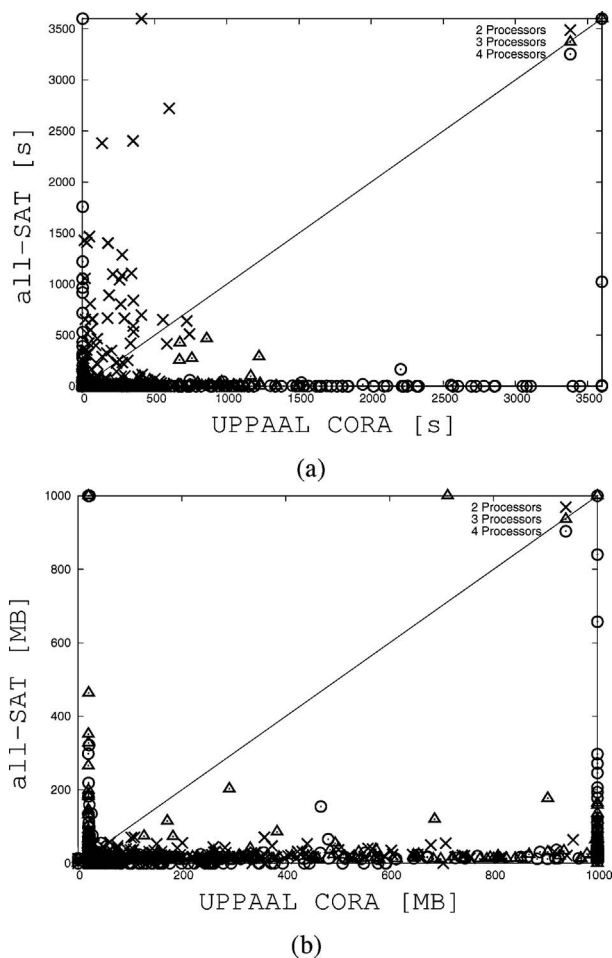 3500
3000
2500
2000
1500
1000
500
0
all-SAT [s]
2 Processors
3 Processors
4 Processors
0 500 1000 1500 2000 2500 3000 3500
UPPAAL CORA [s]
(a)
1000
800
600
400
200
0
all-SAT [MB]
2 Processors
3 Processors
4 Processors
0 200 400 600 800 1000
UPPAAL CORA [MB]
(b)